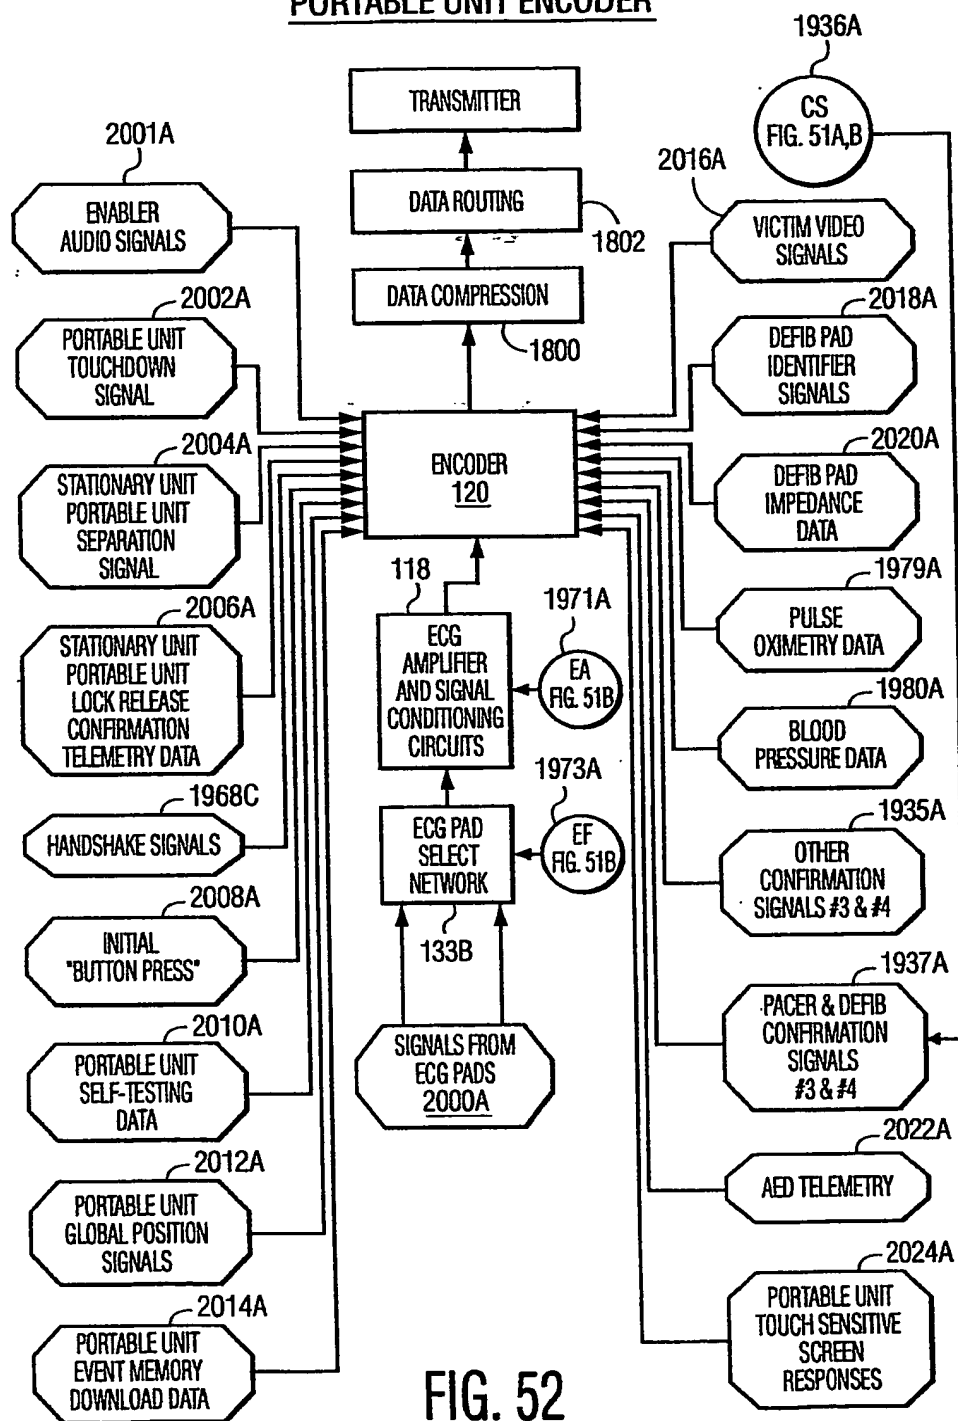 PORTABLE UNIT ENCODER
1936A
CS
FIG. 51A,B
TRANSMITTER
DATA ROUTING
1802
DATA COMPRESSION
1800
2001A
ENABLER
AUDIO SIGNALS
2002A
PORTABLE UNIT
TOUCHDOWN
SIGNAL
2004A
STATIONARY UNIT
PORTABLE UNIT
SEPARATION
SIGNAL
2006A
STATIONARY UNIT
PORTABLE UNIT
LOCK RELEASE
CONFIRMATION
TELEMETRY DATA
1968C
HANDSHAKE SIGNALS
2008A
INITIAL
"BUTTON PRESS"
2010A
PORTABLE UNIT
SELF-TESTING
DATA
2012A
PORTABLE UNIT
GLOBAL POSITION
SIGNALS
2014A
PORTABLE UNIT
EVENT MEMORY
DOWNLOAD DATA
ENCODER
120
118
ECG
AMPLIFIER
AND SIGNAL
CONDITIONING
CIRCUITS
1971A
EA
FIG. 51B
1973A
EF
FIG. 51B
ECG PAD
SELECT
NETWORK
133B
SIGNALS FROM
ECG PADS
2000A
2016A
VICTIM VIDEO
SIGNALS
2018A
DEFIB PAD
IDENTIFIER
SIGNALS
2020A
DEFIB PAD
IMPEDANCE
DATA
1979A
PULSE
OXIMETRY DATA
1980A
BLOOD
PRESSURE DATA
1935A
OTHER
CONFIRMATION
SIGNALS #3 & #4
1937A
PACER & DEFIB
CONFIRMATION
SIGNALS
#3 & #4
2022A
AED TELEMETRY
2024A
PORTABLE UNIT
TOUCH SENSITIVE
SCREEN
RESPONSES
FIG. 52